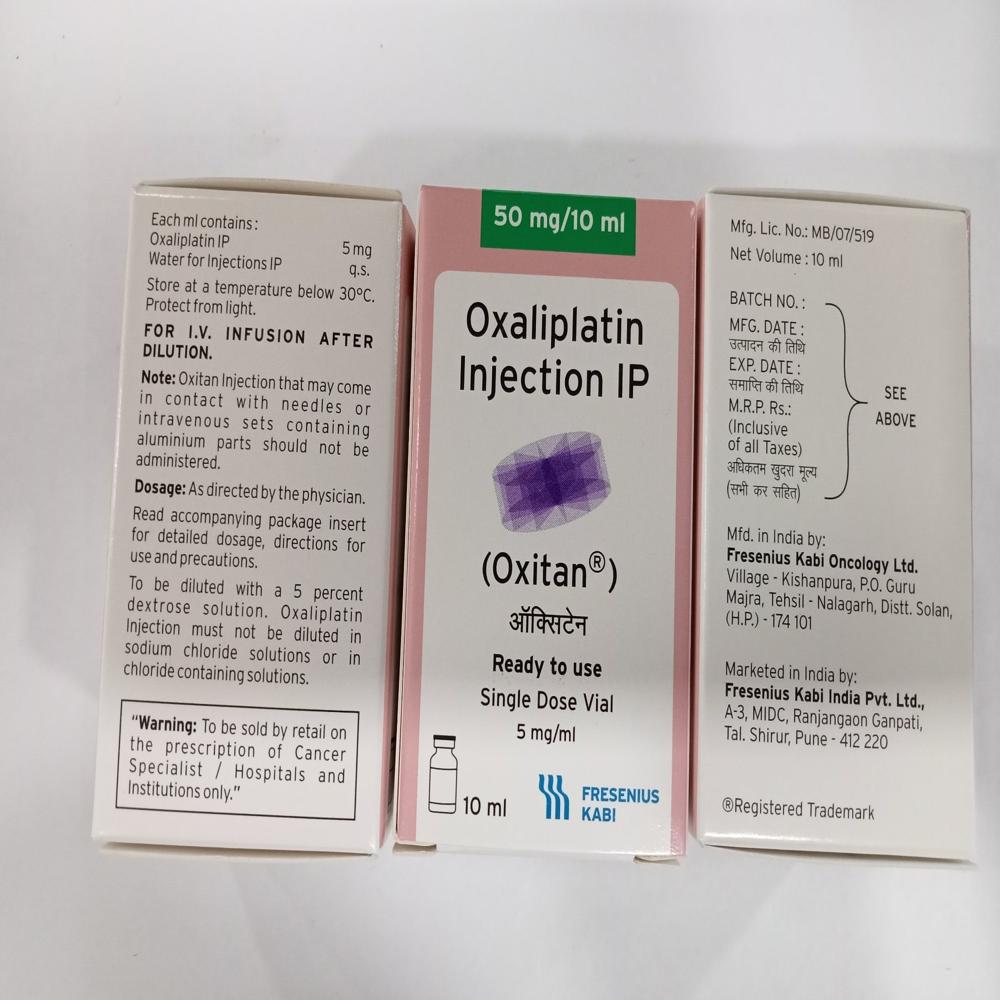 Each ml contains :
Oxaliplatin IP 5 mg
Water for Injections IP q.s.
Store at a temperature below 30°C.
Protect from light.
FOR I.V. INFUSION AFTER
DILUTION.
Note: Oxitan Injection that may come
in contact with needles or
intravenous sets containing
aluminium parts should not be
administered.
Dosage: As directed by the physician.
Read accompanying package insert
for detailed dosage, directions for
use and precautions.
To be diluted with a 5 percent
dextrose solution. Oxaliplatin
Injection must not be diluted in
sodium chloride solutions or in
chloride containing solutions.
“Warning: To be sold by retail on
the prescription of Cancer
Specialist / Hospitals and
Institutions only.”
50 mg/10 ml
Oxaliplatin
Injection IP
(Oxitan®)
ऑक्सिटेन
Ready to use
Single Dose Vial
5 mg/ml
10 ml
FRESENIUS
KABI
Mfg. Lic. No.: MB/07/519
Net Volume : 10 ml
BATCH NO. :
MFG. DATE :
उत्पादन की तिथि
EXP. DATE :
समाप्ति की तिथि
M.R.P. Rs.:
(Inclusive
of all Taxes)
अधिकतम खुदरा मूल्य
(सभी कर सहित)
SEE
ABOVE
Mfd. in India by:
Fresenius Kabi Oncology Ltd.
Village - Kishanpura, P.O. Guru
Majra, Tehsil - Nalagarh, Distt. Solan,
(H.P.) - 174 101
Marketed in India by:
Fresenius Kabi India Pvt. Ltd.,
A-3, MIDC, Ranjangaon Ganpati,
Tal. Shirur, Pune - 412 220
®Registered Trademark